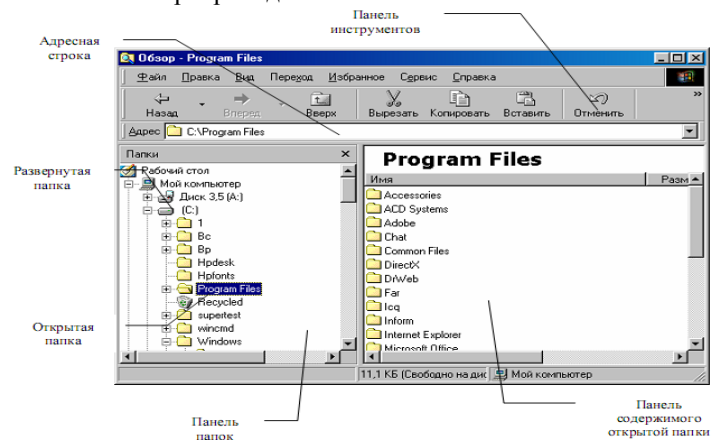 Панель
инструментов
Адресная
строка
Обзор - Program Files
Файл Правка Вид Переход Избранное Сервис Справка
Назад Вперед Вверх Вырезать Копировать Вставить Отменить »
Адрес C:\Program Files
Папки
Рабочий стол
Мой компьютер
Диск 3,5 (A:)
(C:)
1
Bc
Bp
Hpdesk
Hpfonts
Program Files
Recycled
supertest
wincmd
Windows
Program Files
Имя Разм
Accessories
ACD Systems
Adobe
Chat
Common Files
DirectX
DrWeb
Far
Icq
Inform
Internet Explorer
Microsoft Office
11,1 КБ (Свободно на дис Мой компьютер
Развернутая
папка
Открытая
папка
Панель
папок
Панель
содержимого
открытой папки